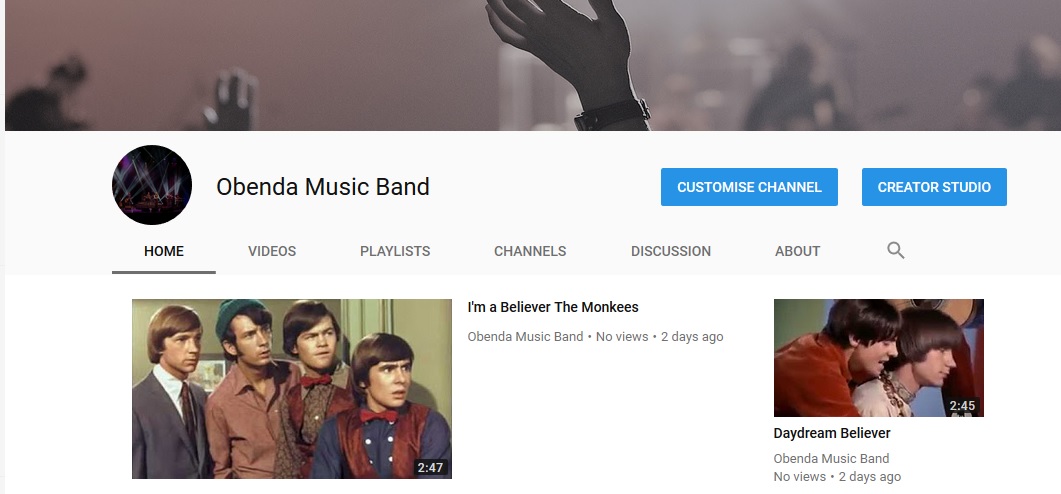 Obenda Music Band
CUSTOMISE CHANNEL
CREATOR STUDIO
HOME
VIDEOS
PLAYLISTS
CHANNELS
DISCUSSION
ABOUT
2:47
I'm a Believer The Monkees
Obenda Music Band • No views • 2 days ago
2:45
Daydream Believer
Obenda Music Band
No views • 2 days ago